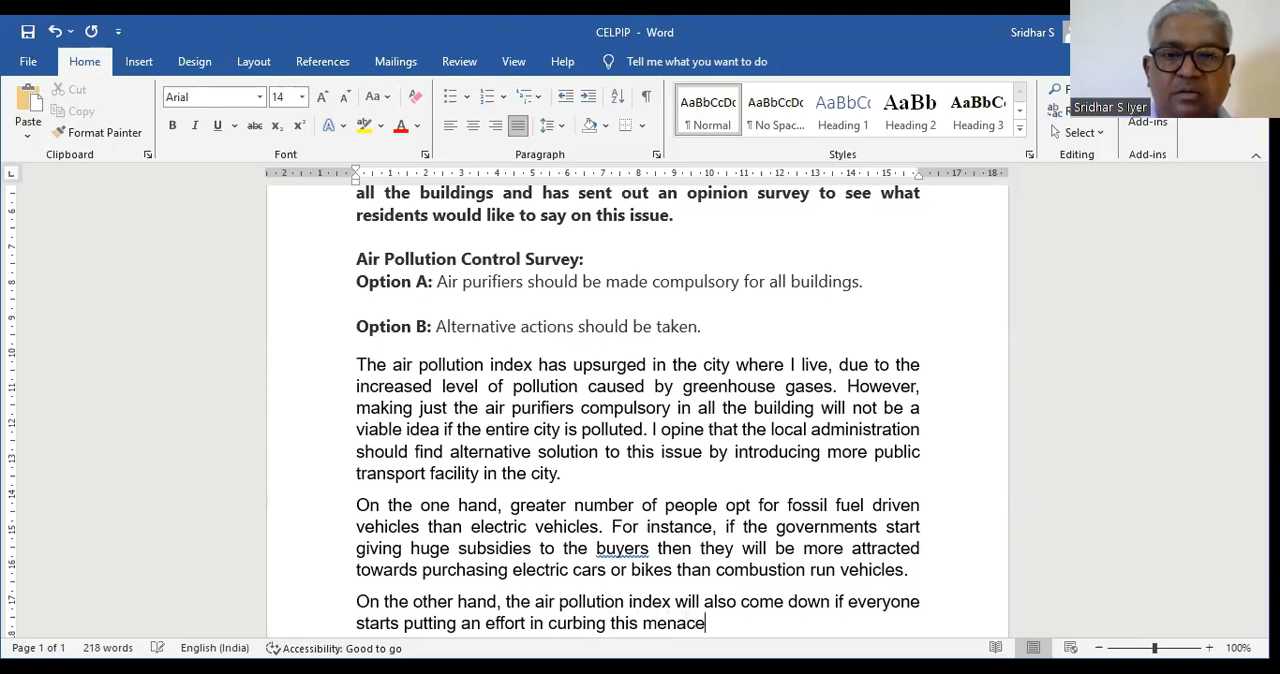 CELPIP - Word
Sridhar S
File Home Insert Design Layout References Mailings Review View Help Tell me what you want to do
Sridhar S Iyer
Paste
Cut
Copy
Format Painter
Clipboard
Arial 14
Font
Paragraph
AaBbCcDc AaBbCcDc AaBbCc AaBb AaBbCc
¶ Normal ¶ No Spac... Heading 1 Heading 2 Heading 3
Styles
Select
Editing
Add-ins
Add-ins
all the buildings and has sent out an opinion survey to see what
residents would like to say on this issue.
Air Pollution Control Survey:
Option A: Air purifiers should be made compulsory for all buildings.
Option B: Alternative actions should be taken.
The air pollution index has upsurged in the city where I live, due to the
increased level of pollution caused by greenhouse gases. However,
making just the air purifiers compulsory in all the building will not be a
viable idea if the entire city is polluted. I opine that the local administration
should find alternative solution to this issue by introducing more public
transport facility in the city.
On the one hand, greater number of people opt for fossil fuel driven
vehicles than electric vehicles. For instance, if the governments start
giving huge subsidies to the buyers then they will be more attracted
towards purchasing electric cars or bikes than combustion run vehicles.
On the other hand, the air pollution index will also come down if everyone
starts putting an effort in curbing this menace
Page 1 of 1 218 words English (India) Accessibility: Good to go 100%